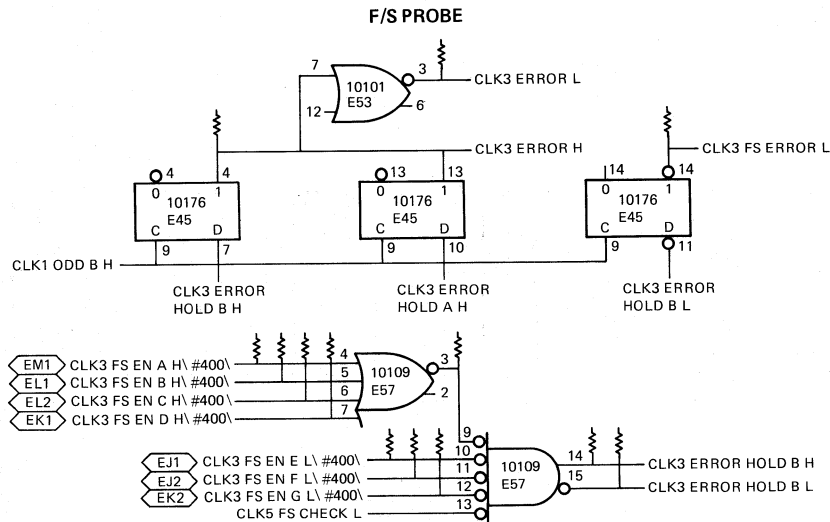 F/S PROBE
7
3
10101
E53
12
6
CLK3 ERROR L
CLK3 ERROR H
4
4
0
1
10176
E45
C
D
9
7
13
13
0
1
10176
E45
C
D
9
10
CLK3 FS ERROR L
14
14
0
1
10176
E45
C
D
9
11
CLK1 ODD B H
CLK3 ERROR
HOLD B H
CLK3 ERROR
HOLD A H
CLK3 ERROR
HOLD B L
EM1 CLK3 FS EN A H\ #400\ 4
EL1 CLK3 FS EN B H\ #400\ 5
EL2 CLK3 FS EN C H\ #400\ 6
EK1 CLK3 FS EN D H\ #400\ 7
10109
E57
3
2
9
EJ1 CLK3 FS EN E L\ #400\ 10
EJ2 CLK3 FS EN F L\ #400\ 11
EK2 CLK3 FS EN G L\ #400\ 12
CLK5 FS CHECK L 13
10109
E57
14 CLK3 ERROR HOLD B H
15 CLK3 ERROR HOLD B L